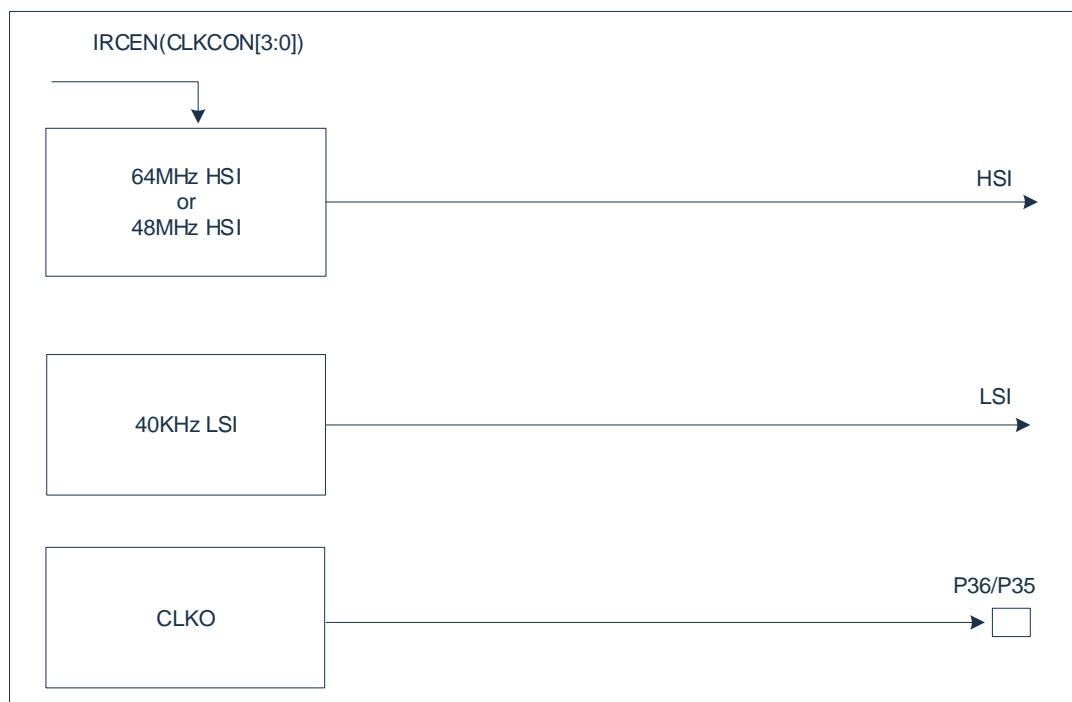 IRCEN(CLKCON[3:0])
64MHz HSI
or
48MHz HSI
HSI
40KHz LSI
LSI
CLKO
P36/P35